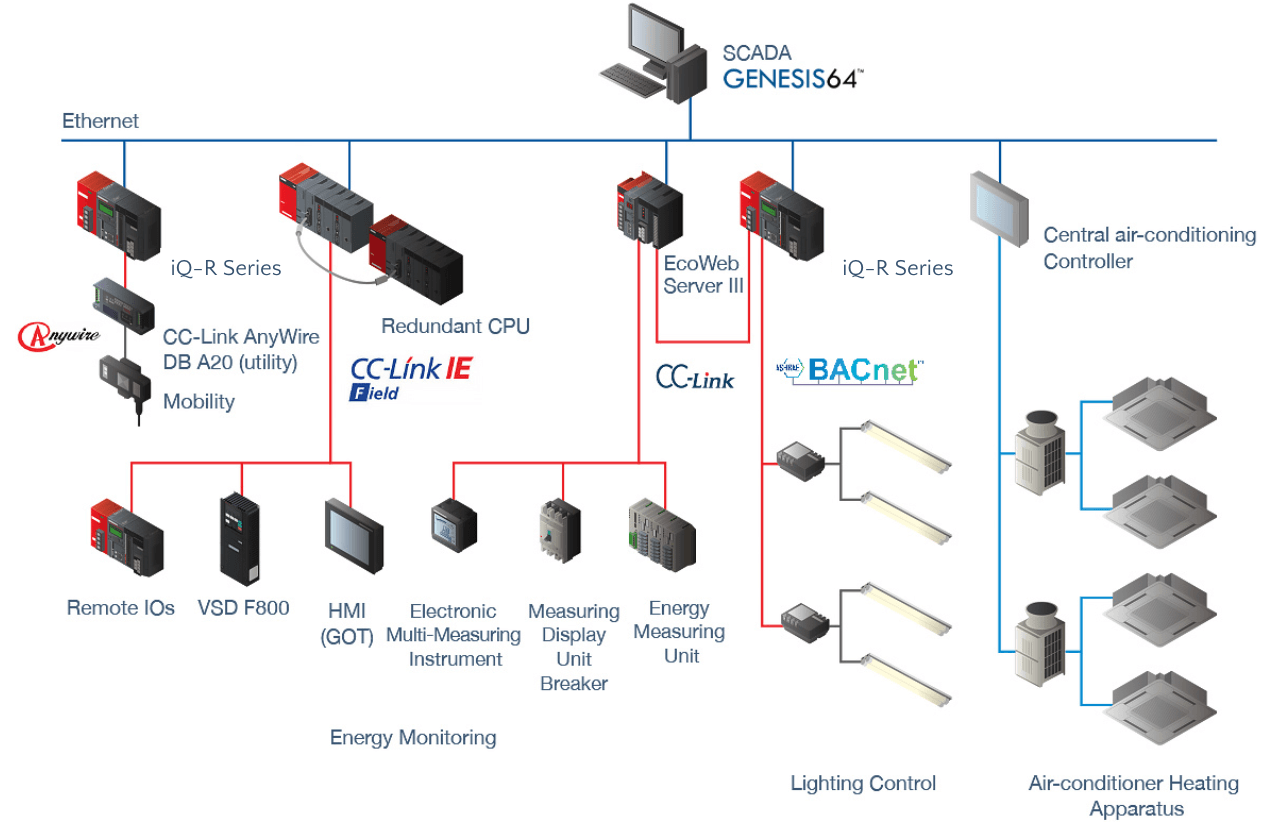 SCADA
GENESIS64™
Ethernet
iQ-R Series
EcoWeb
Server III
iQ-R Series
Central air-conditioning
Controller
Anywire
CC-Link AnyWire
DB A20 (utility)
Mobility
Redundant CPU
CC-Link IE
Field
CC-Link
ASHRAE BACnet™
Remote IOs
VSD F800
HMI
(GOT)
Electronic
Multi-Measuring
Instrument
Measuring
Display
Unit
Breaker
Energy
Measuring
Unit
Energy Monitoring
Lighting Control
Air-conditioner Heating
Apparatus